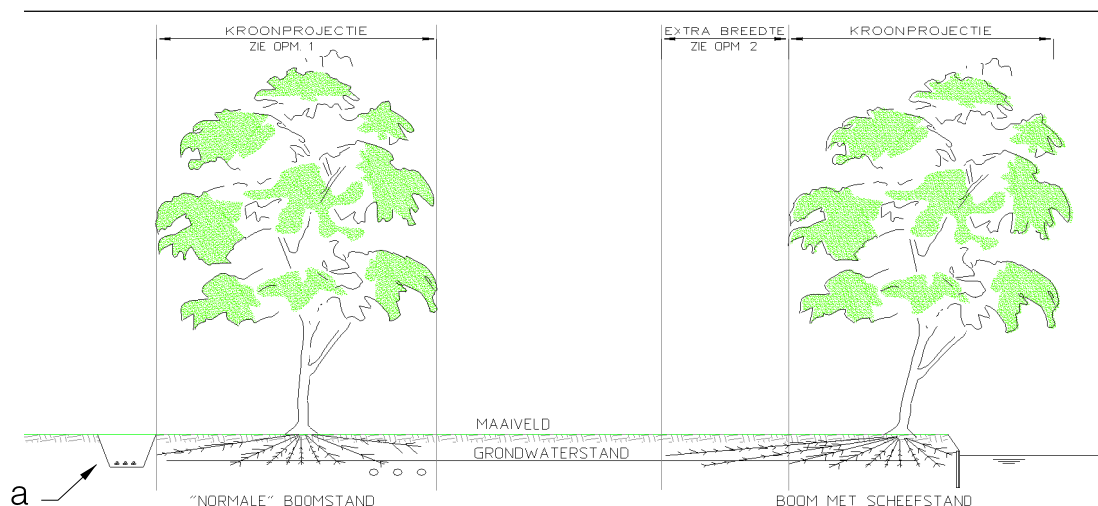 KROONPROJECTIE
ZIE OPM. 1
EXTRA BREEDTE
ZIE OPM 2
KROONPROJECTIE
MAAIVELD
GRONDWATERSTAND
a
"NORMALE" BOOMSTAND
BOOM MET SCHEEFSTAND